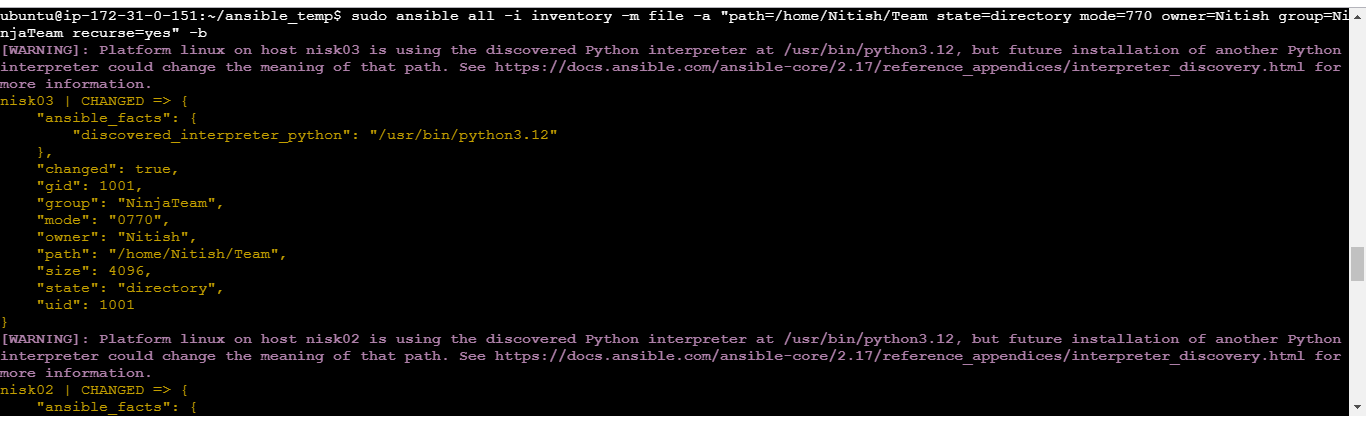 ubuntu@ip-172-31-0-151:~/ansible_temp$ sudo ansible all -i inventory -m file -a "path=/home/Nitish/Team state=directory mode=770 owner=Nitish group=Ni
njaTeam recurse=yes" -b
[WARNING]: Platform linux on host nisk03 is using the discovered Python interpreter at /usr/bin/python3.12, but future installation of another Python
interpreter could change the meaning of that path. See https://docs.ansible.com/ansible-core/2.17/reference_appendices/interpreter_discovery.html for
more information.
nisk03 | CHANGED => {
    "ansible_facts": {
        "discovered_interpreter_python": "/usr/bin/python3.12"
    },
    "changed": true,
    "gid": 1001,
    "group": "NinjaTeam",
    "mode": "0770",
    "owner": "Nitish",
    "path": "/home/Nitish/Team",
    "size": 4096,
    "state": "directory",
    "uid": 1001
}
[WARNING]: Platform linux on host nisk02 is using the discovered Python interpreter at /usr/bin/python3.12, but future installation of another Python
interpreter could change the meaning of that path. See https://docs.ansible.com/ansible-core/2.17/reference_appendices/interpreter_discovery.html for
more information.
nisk02 | CHANGED => {
    "ansible_facts": {